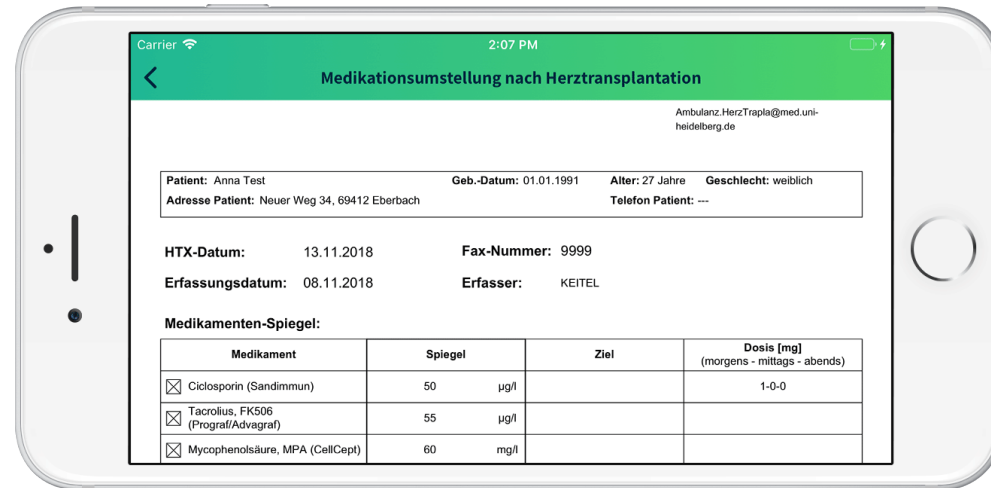 Carrier 2:07 PM
Medikationsumstellung nach Herztransplantation
Ambulanz.HerzTrapla@med.uni-
heidelberg.de
Patient: Anna Test Geb.-Datum: 01.01.1991 Alter: 27 Jahre Geschlecht: weiblich
Adresse Patient: Neuer Weg 34, 69412 Eberbach Telefon Patient: ---
HTX-Datum: 13.11.2018 Fax-Nummer: 9999
Erfassungsdatum: 08.11.2018 Erfasser: KEITEL
Medikamenten-Spiegel:
Medikament Spiegel Ziel Dosis [mg]
(morgens - mittags - abends)
Ciclosporin (Sandimmun) 50 µg/l 1-0-0
Tacrolius, FK506
(Prograf/Advagraf) 55 µg/l
Mycophenolsäure, MPA (CellCept) 60 mg/l